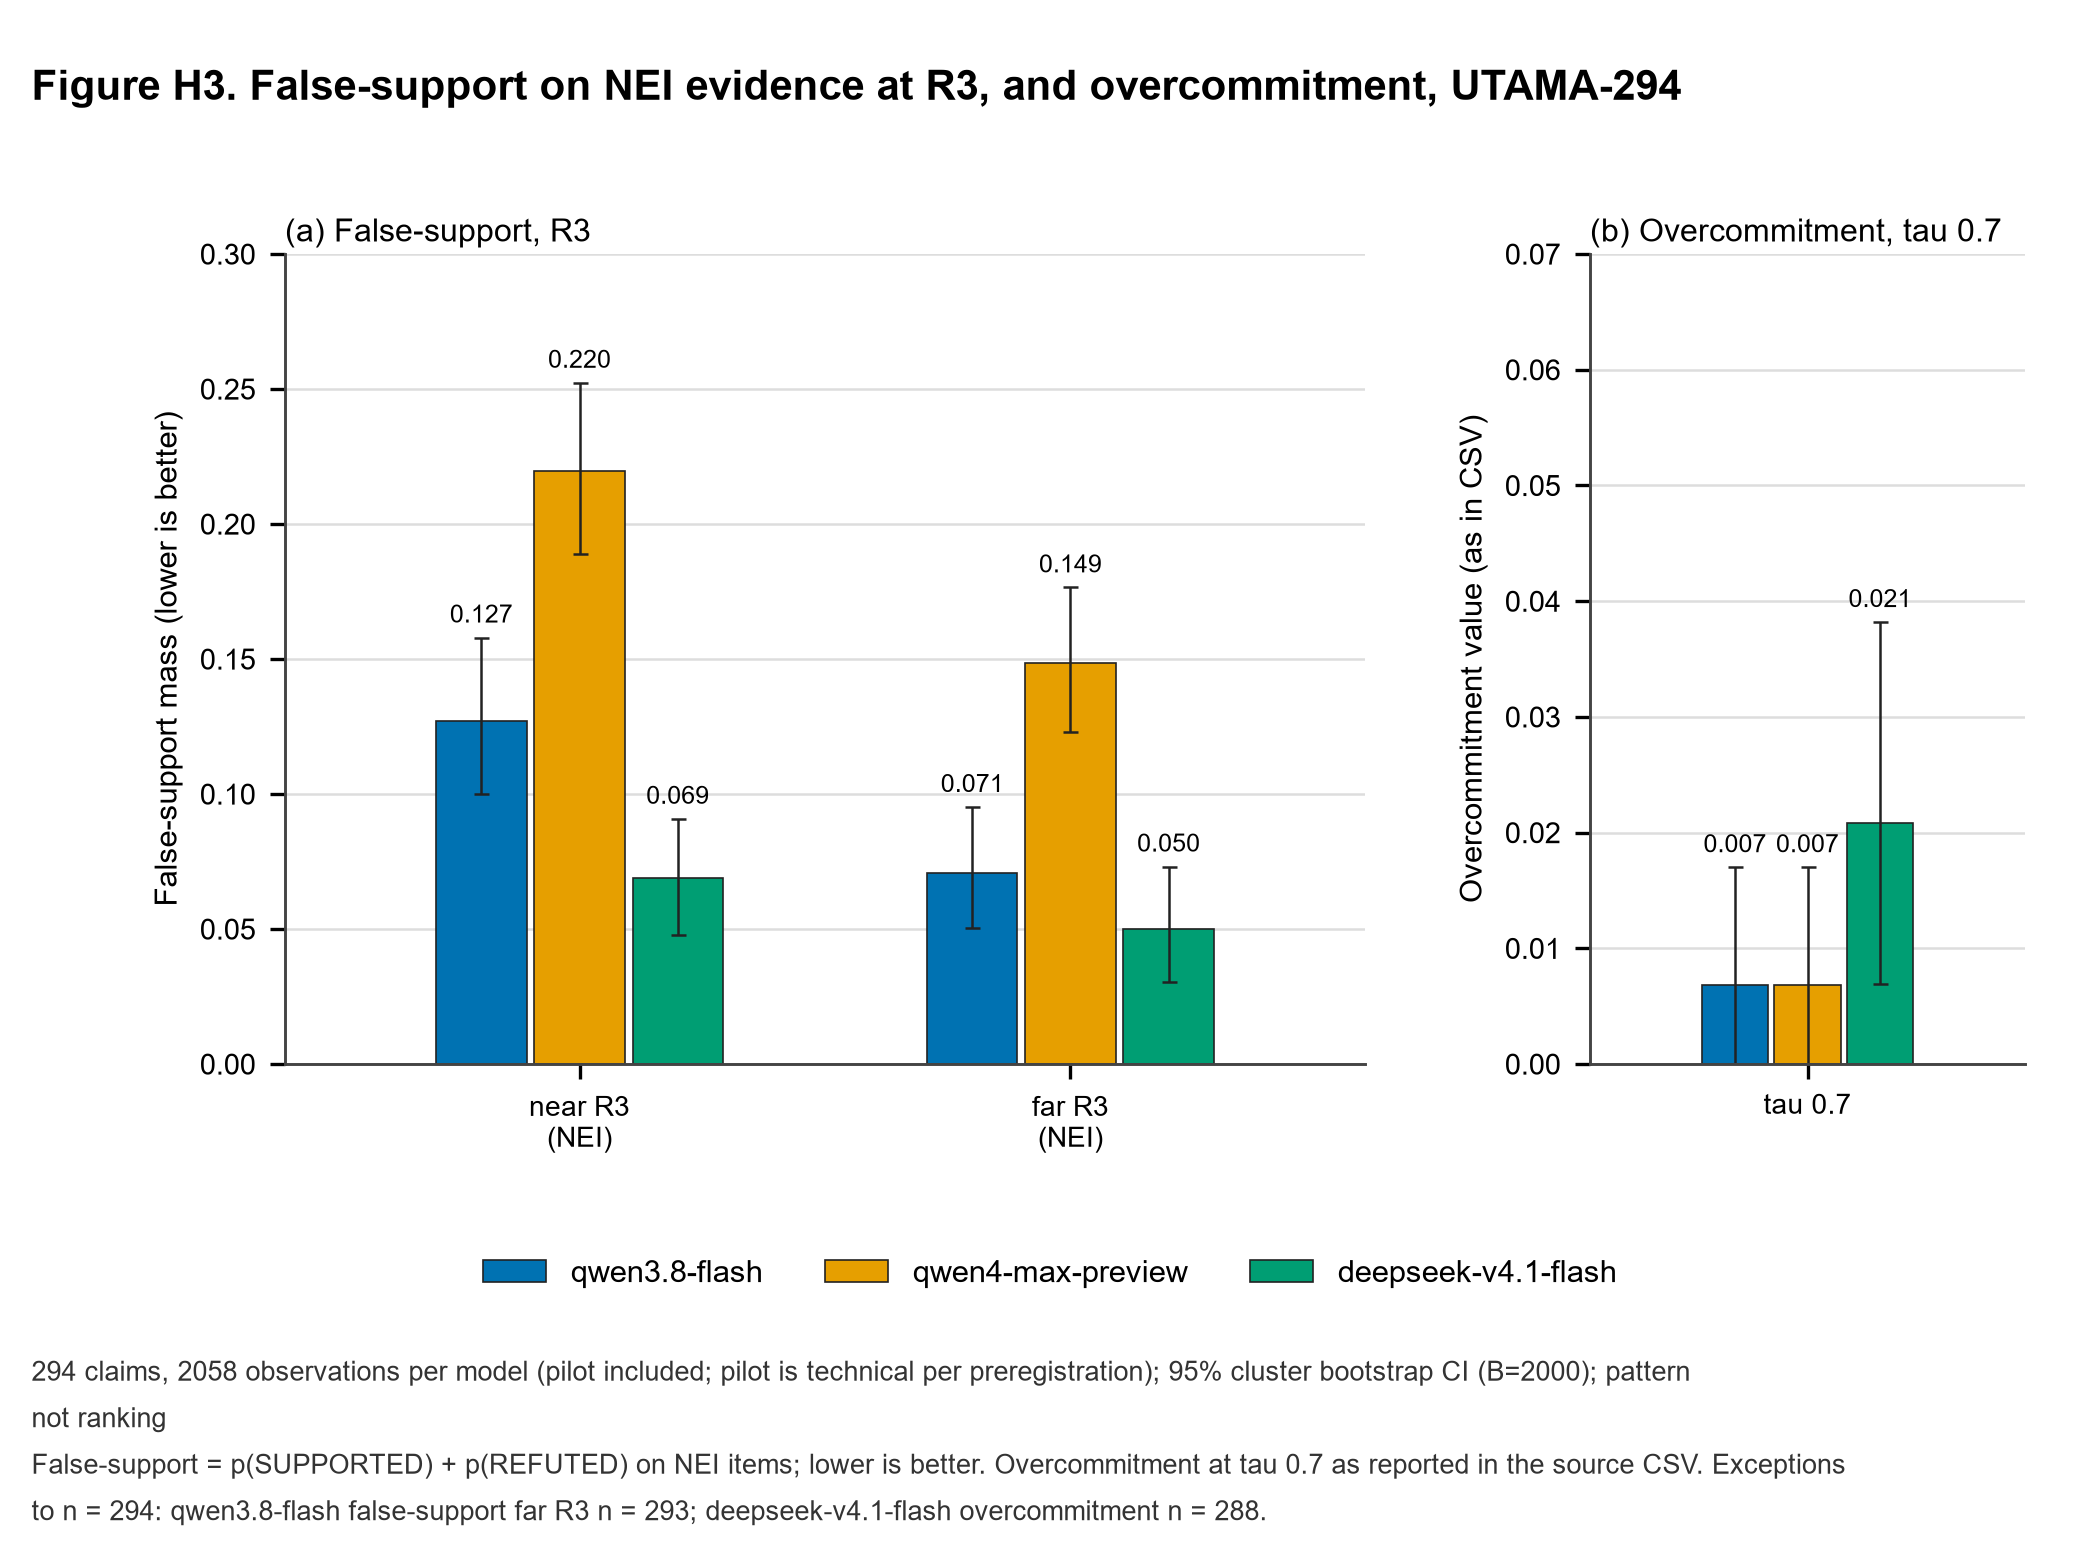 Figure H3. False-support on NEI evidence at R3, and overcommitment, UTAMA-294
(a) False-support, R3
False-support mass (lower is better)
0.30
0.25
0.20
0.15
0.10
0.05
0.00
0.127
0.220
0.069
0.071
0.149
0.050
near R3
(NEI)
far R3
(NEI)
(b) Overcommitment, tau 0.7
Overcommitment value (as in CSV)
0.07
0.06
0.05
0.04
0.03
0.02
0.01
0.00
0.007
0.007
0.021
tau 0.7
qwen3.8-flash
qwen4-max-preview
deepseek-v4.1-flash
294 claims, 2058 observations per model (pilot included; pilot is technical per preregistration); 95% cluster bootstrap CI (B=2000); pattern
not ranking
False-support = p(SUPPORTED) + p(REFUTED) on NEI items; lower is better. Overcommitment at tau 0.7 as reported in the source CSV. Exceptions
to n = 294: qwen3.8-flash false-support far R3 n = 293; deepseek-v4.1-flash overcommitment n = 288.